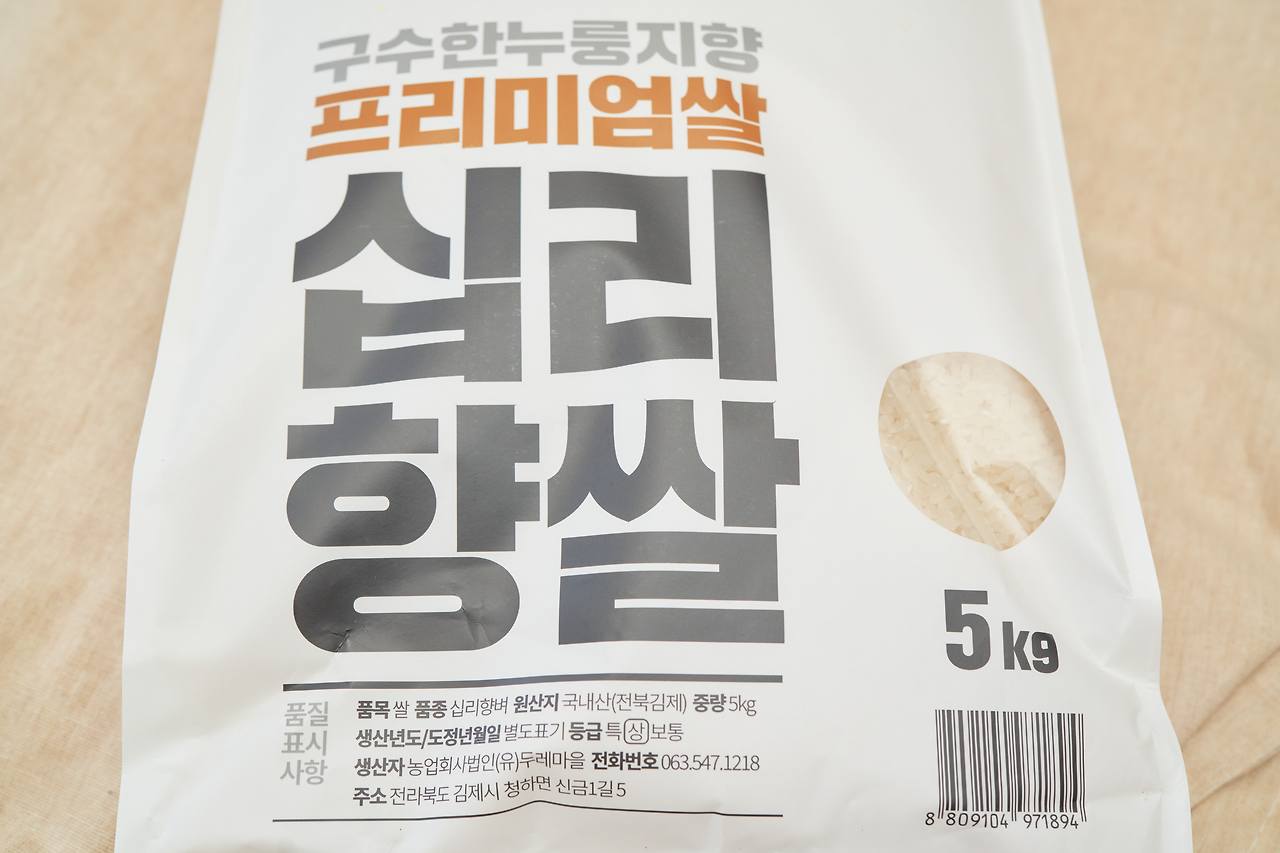 구수한누룽지향
프리미엄쌀
십리
향쌀
5kg
품질
표시
사항
품목 쌀 품종 십리향벼 원산지 국내산(전북김제) 중량 5kg
생산년도/도정년월일 별도표기 등급 특 상 보통
생산자 농업회사법인(유)두레마을 전화번호 063.547.1218
주소 전라북도 김제시 청하면 신금1길 5
8 809104 971894